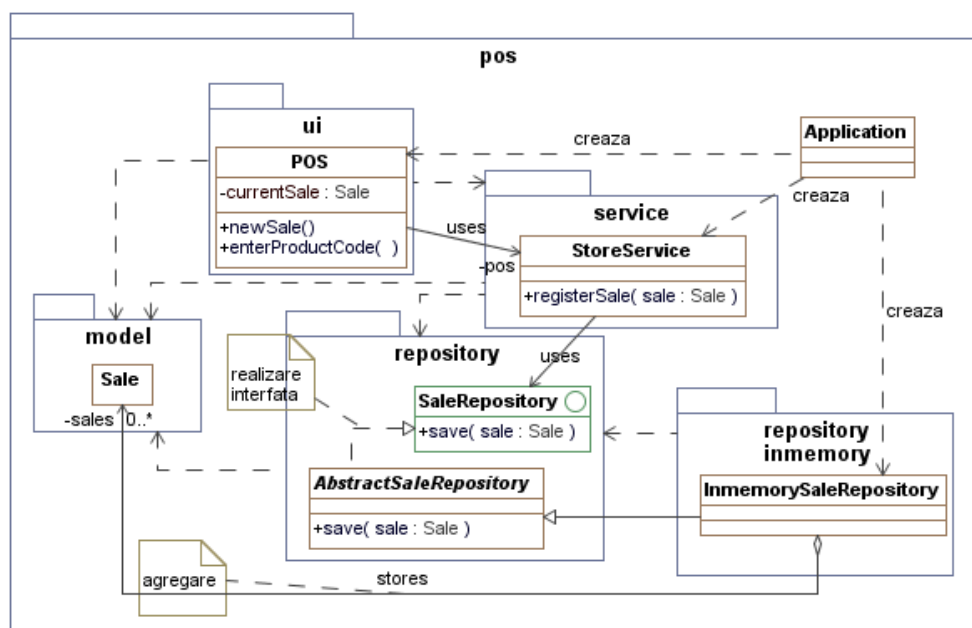 pos
ui
POS
-currentSale : Sale
+newSale()
+enterProductCode(  )
creaza
Application
service
creaza
uses
StoreService
-pos
+registerSale( sale : Sale )
creaza
model
Sale
-sales 0..*
realizare
interfata
repository
uses
SaleRepository
+save( sale : Sale )
AbstractSaleRepository
+save( sale : Sale )
repository
inmemory
InmemorySaleRepository
agregare
stores